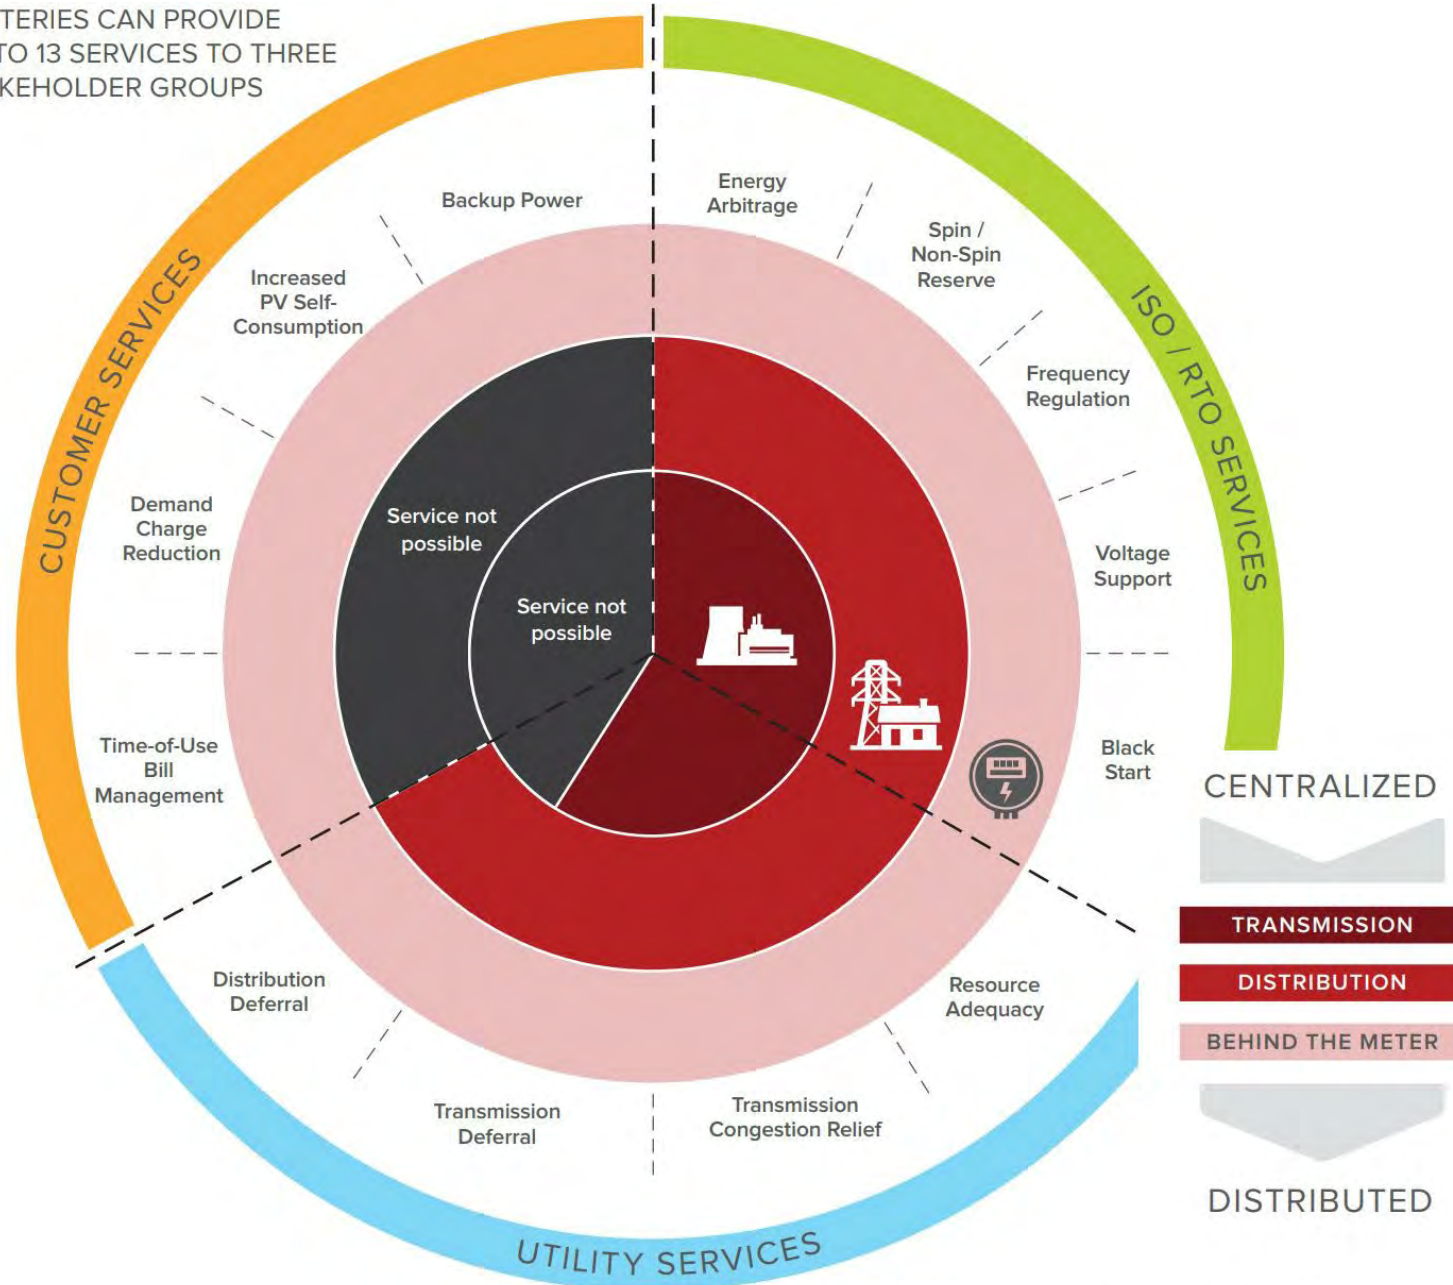 TERIES CAN PROVIDE
TO 13 SERVICES TO THREE
KEHOLDER GROUPS
CUSTOMER SERVICES
ISO / RTO SERVICES
UTILITY SERVICES
Backup Power
Energy
Arbitrage
Spin /
Non-Spin
Reserve
Increased
PV Self-
Consumption
Frequency
Regulation
Demand
Charge
Reduction
Service not
possible
Service not
possible
Voltage
Support
Time-of-Use
Bill
Management
Black
Start
Distribution
Deferral
Resource
Adequacy
Transmission
Deferral
Transmission
Congestion Relief
CENTRALIZED
TRANSMISSION
DISTRIBUTION
BEHIND THE METER
DISTRIBUTED